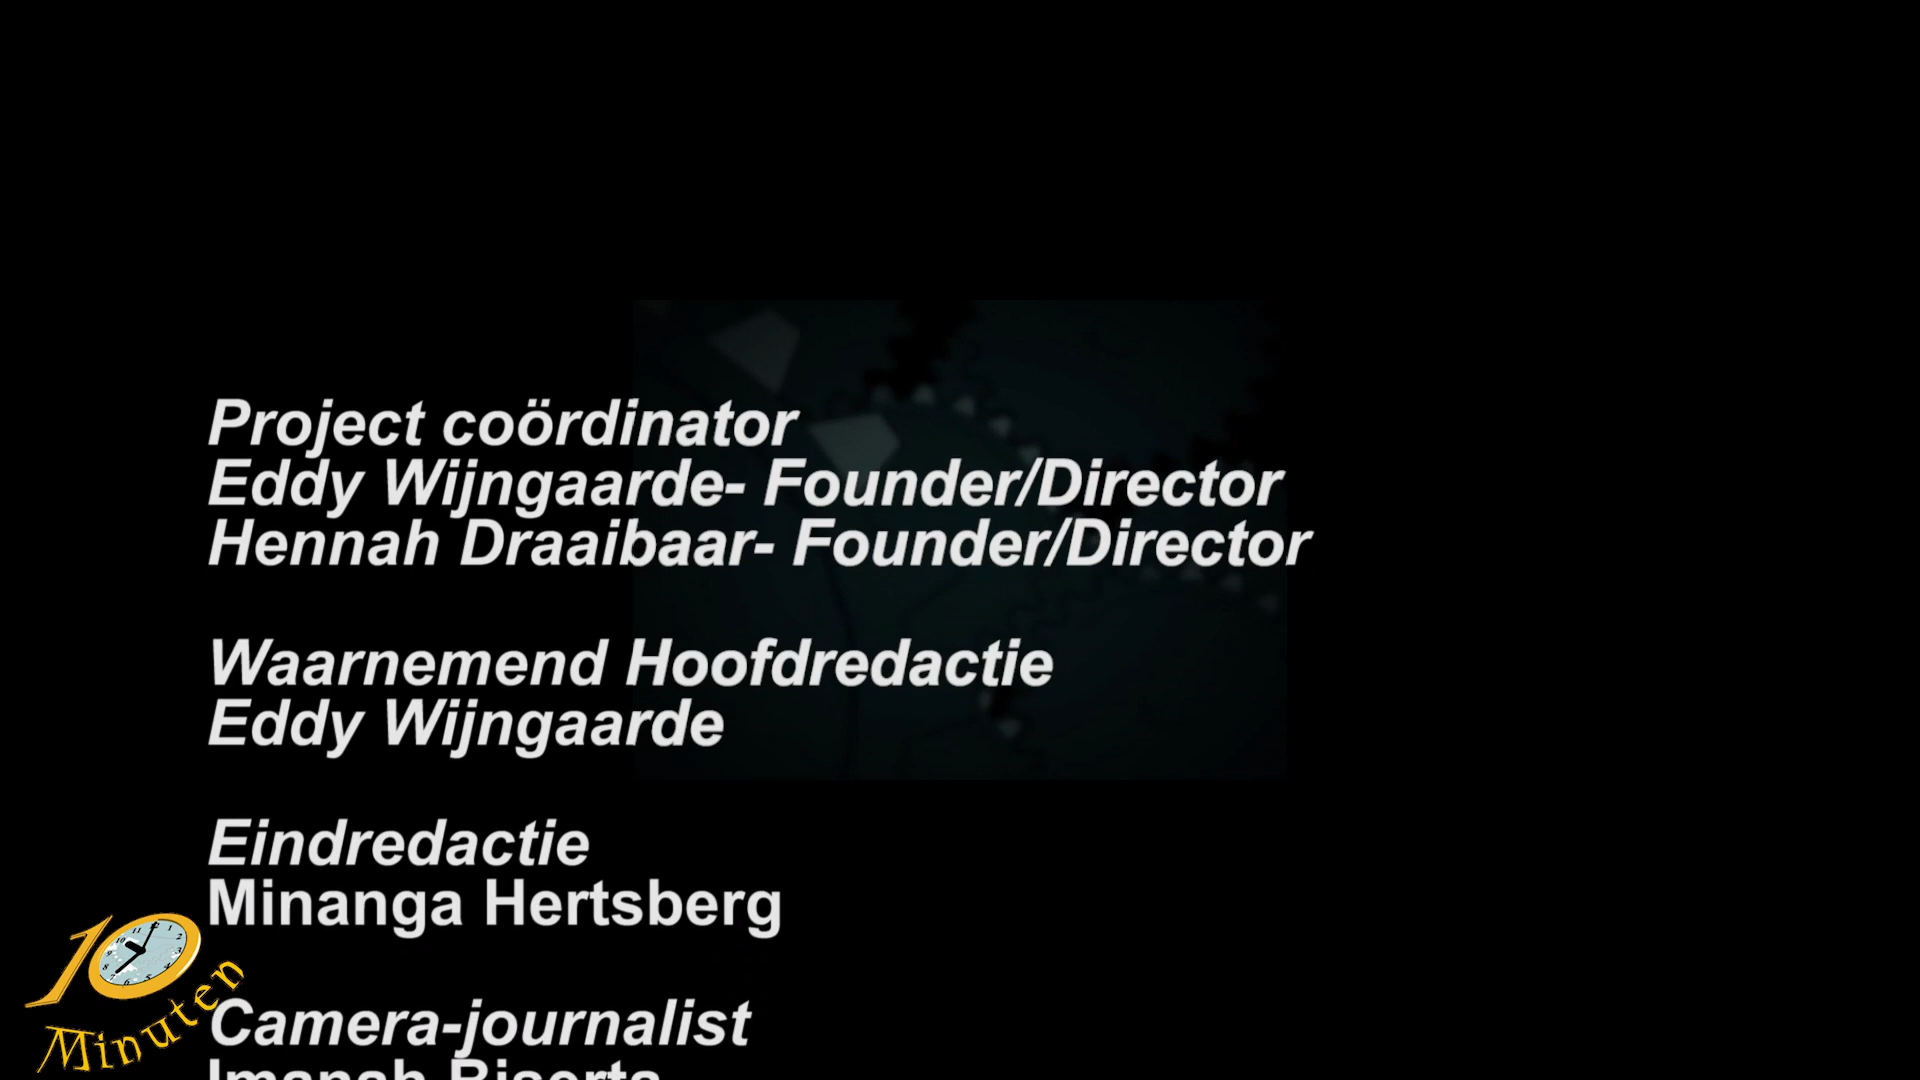 Project coördinator
Eddy Wijngaarde- Founder/Director
Hennah Draaibaar- Founder/Director
Waarnemend Hoofdredactie
Eddy Wijngaarde
Eindredactie
Minanga Hertsberg
Camera-journalist
10
Minuten